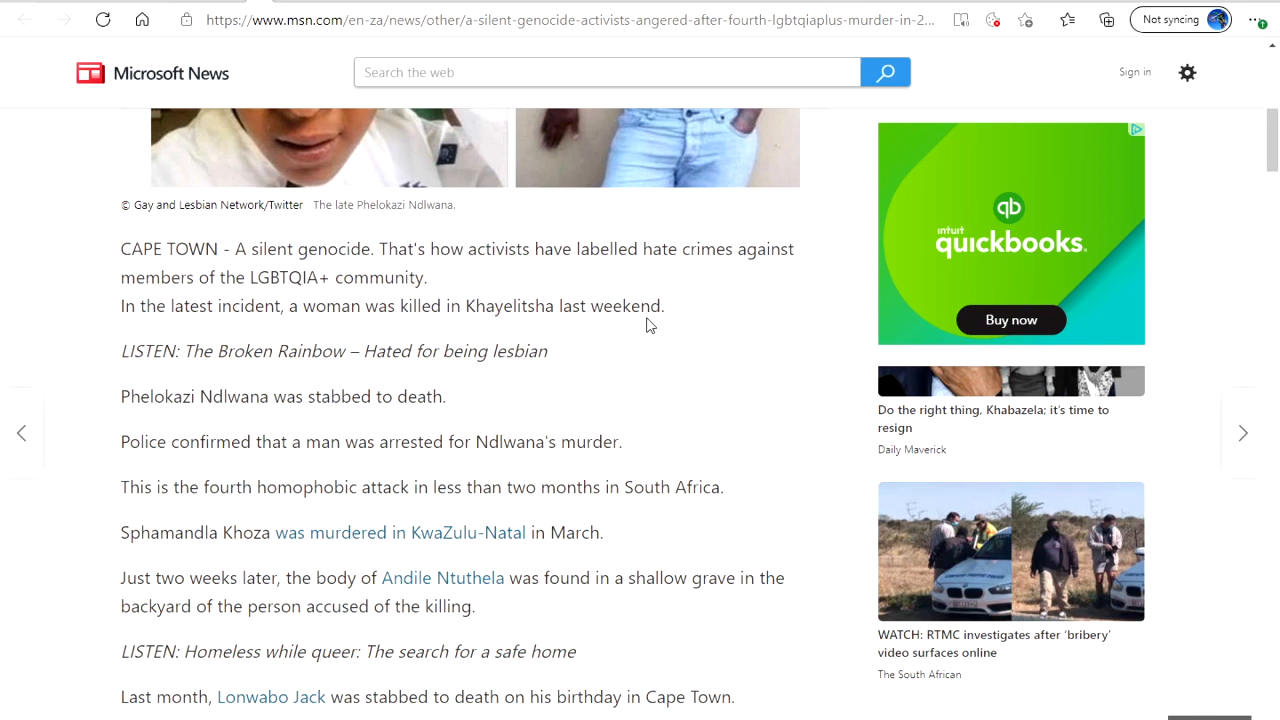 https://www.msn.com/en-za/news/other/a-silent-genocide-activists-angered-after-fourth-lgbtqiaplus-murder-in-2...
Not syncing
Microsoft News
Search the web
Sign in
© Gay and Lesbian Network/Twitter The late Phelokazi Ndlwana.
CAPE TOWN - A silent genocide. That's how activists have labelled hate crimes against
members of the LGBTQIA+ community.
In the latest incident, a woman was killed in Khayelitsha last weekend.
LISTEN: The Broken Rainbow – Hated for being lesbian
Phelokazi Ndlwana was stabbed to death.
Police confirmed that a man was arrested for Ndlwana's murder.
This is the fourth homophobic attack in less than two months in South Africa.
Sphamandla Khoza was murdered in KwaZulu-Natal in March.
Just two weeks later, the body of Andile Ntuthela was found in a shallow grave in the
backyard of the person accused of the killing.
LISTEN: Homeless while queer: The search for a safe home
Last month, Lonwabo Jack was stabbed to death on his birthday in Cape Town.
qb
intuit
quickbooks.
Buy now
Do the right thing, Khabazela; it's time to
resign
Daily Maverick
WATCH: RTMC investigates after ‘bribery’
video surfaces online
The South African